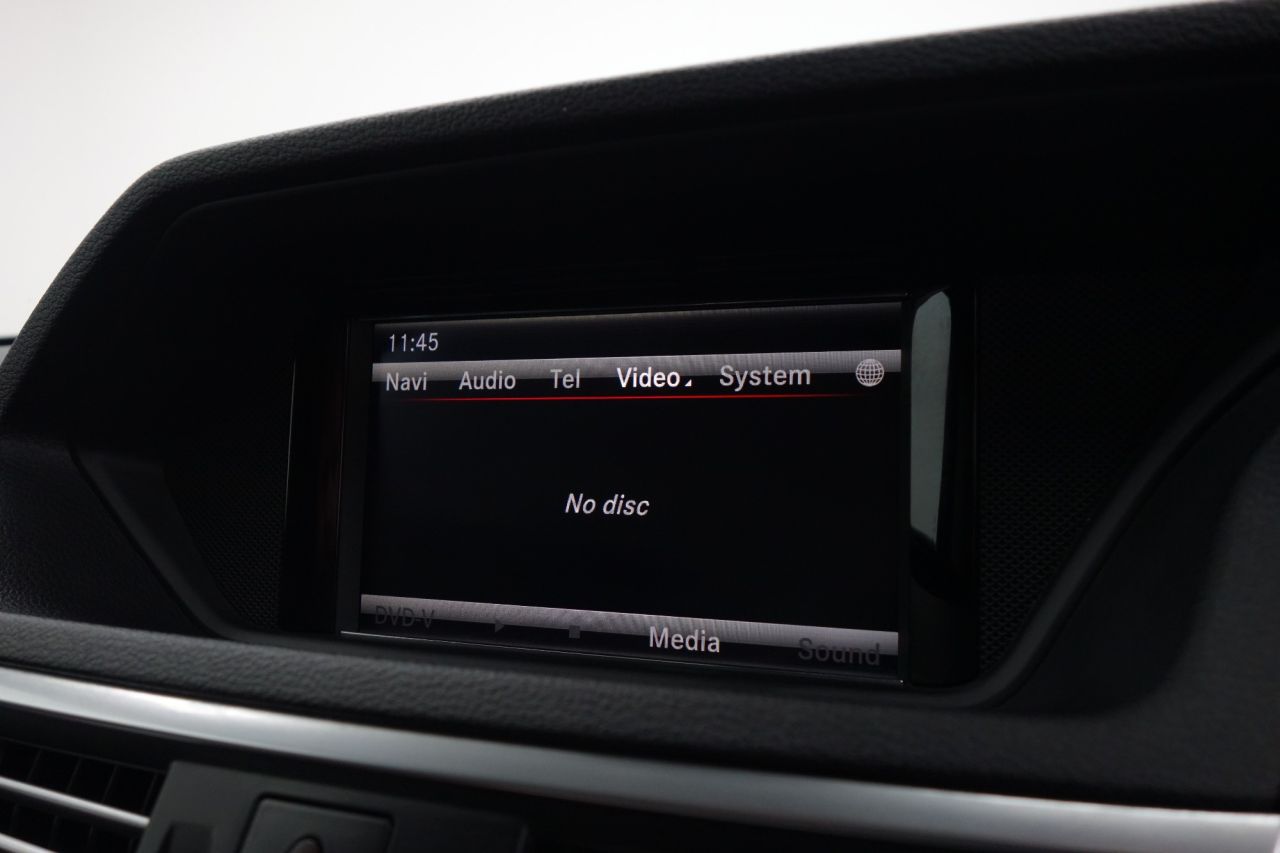 11:45
Navi Audio Tel Video System
No disc
DVD-V Media Sound